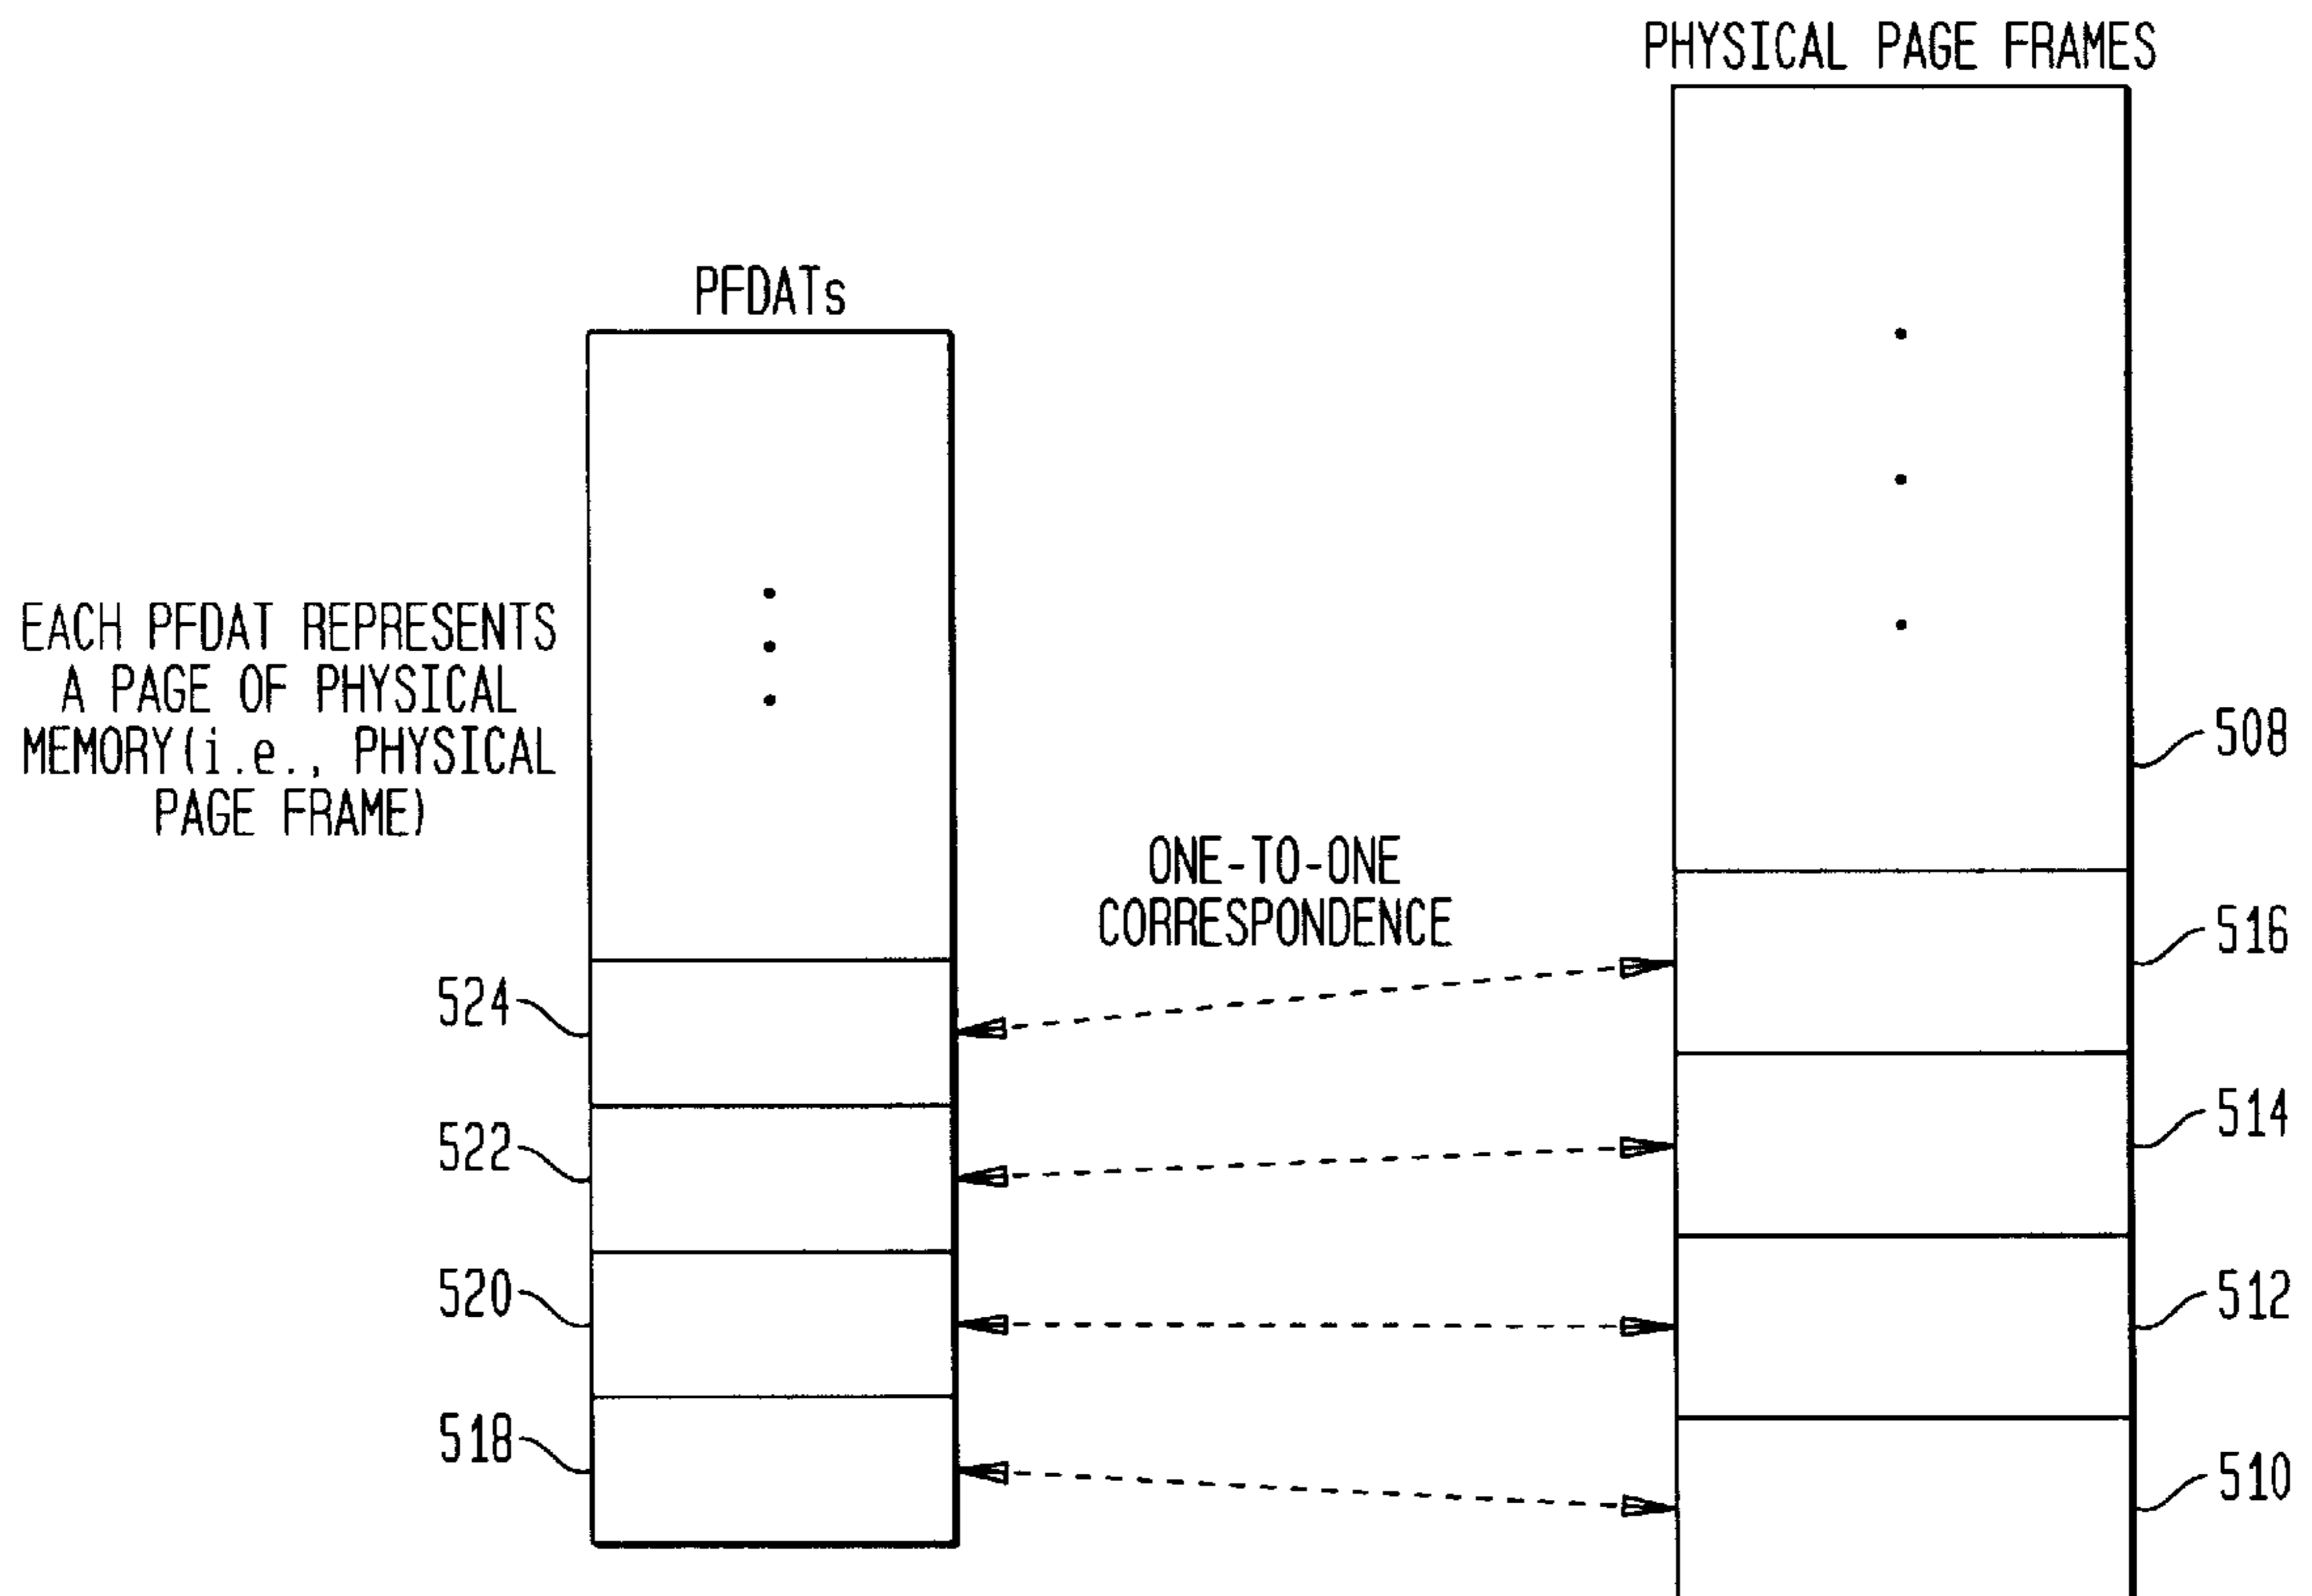 PHYSICAL PAGE FRAMES
PFDATs
EACH PFDAT REPRESENTS
A PAGE OF PHYSICAL
MEMORY(i.e., PHYSICAL
PAGE FRAME)
508
ONE-TO-ONE
CORRESPONDENCE
516
524
514
522
512
520
510
518